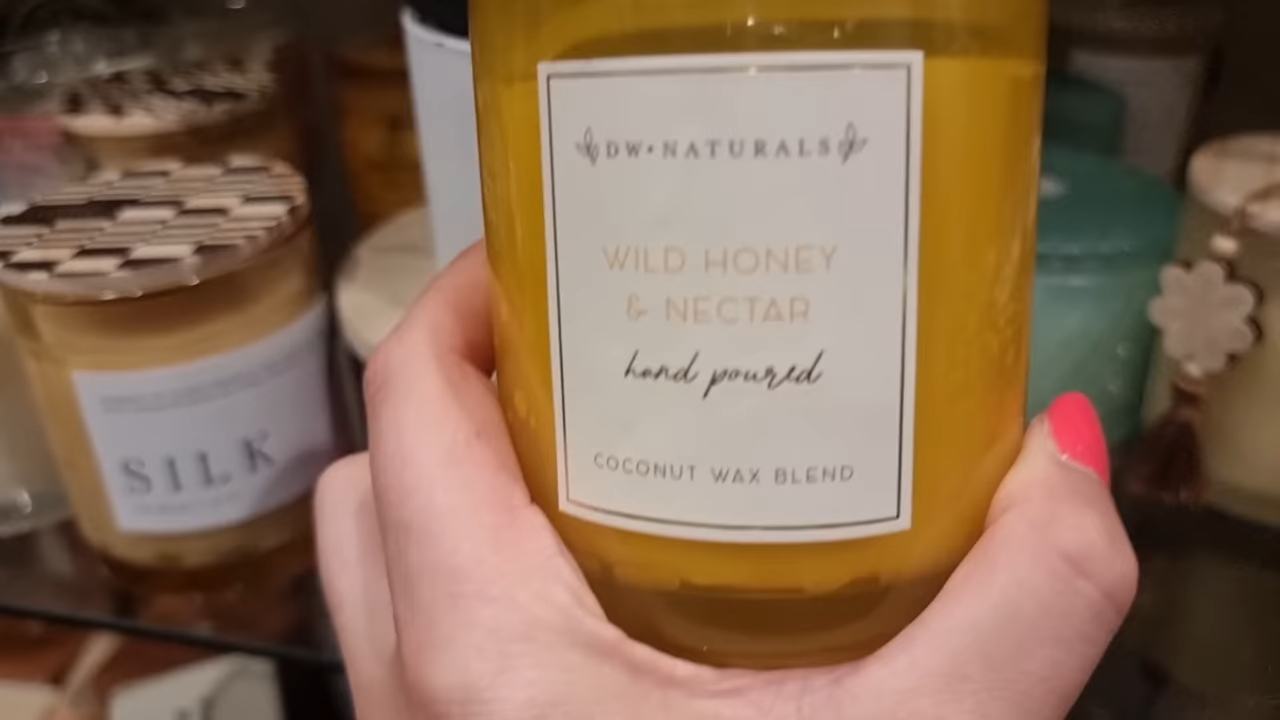 DW·NATURALS
WILD HONEY
& NECTAR
hand poured
COCONUT WAX BLEND
SILK